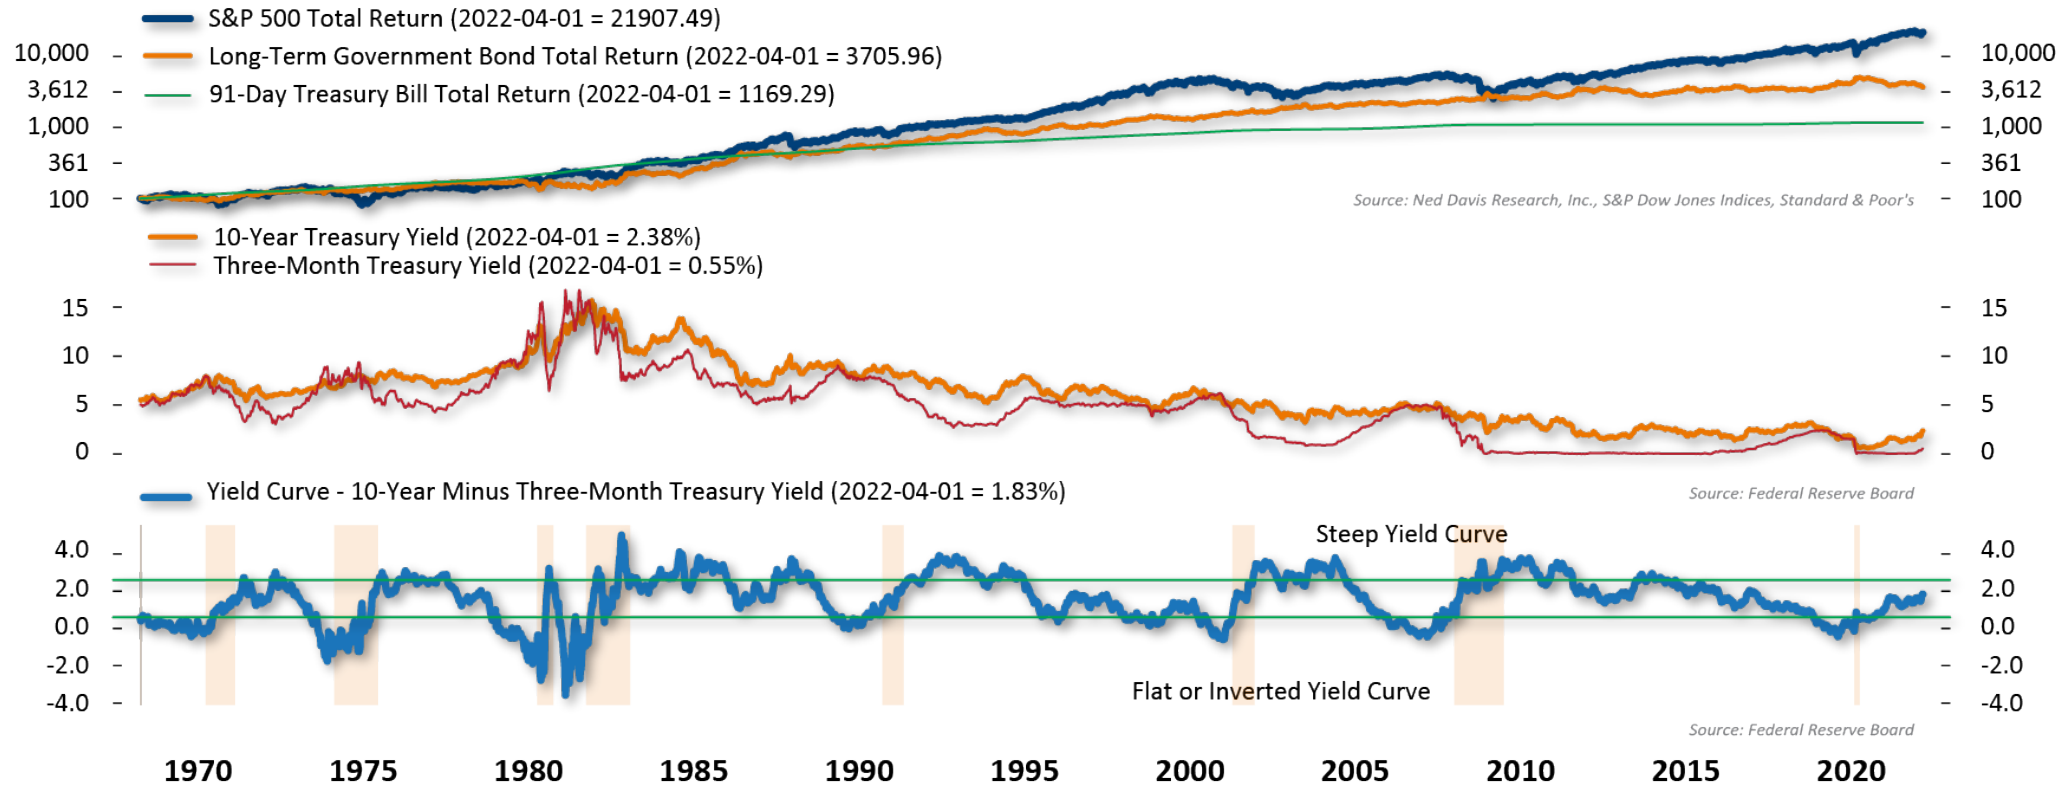 S&P 500 Total Return (2022-04-01 = 21907.49)
10,000 Long-Term Government Bond Total Return (2022-04-01 = 3705.96) 10,000
3,612 91-Day Treasury Bill Total Return (2022-04-01 = 1169.29) 3,612
1,000 1,000
361 361
100 Source: Ned Davis Research, Inc., S&P Dow Jones Indices, Standard & Poor's 100
10-Year Treasury Yield (2022-04-01 = 2.38%)
Three-Month Treasury Yield (2022-04-01 = 0.55%)
15 15
10 10
5 5
0 0
Yield Curve - 10-Year Minus Three-Month Treasury Yield (2022-04-01 = 1.83%) Source: Federal Reserve Board
Steep Yield Curve
4.0 4.0
2.0 2.0
0.0 0.0
-2.0 -2.0
Flat or Inverted Yield Curve
-4.0 -4.0
Source: Federal Reserve Board
1970 1975 1980 1985 1990 1995 2000 2005 2010 2015 2020